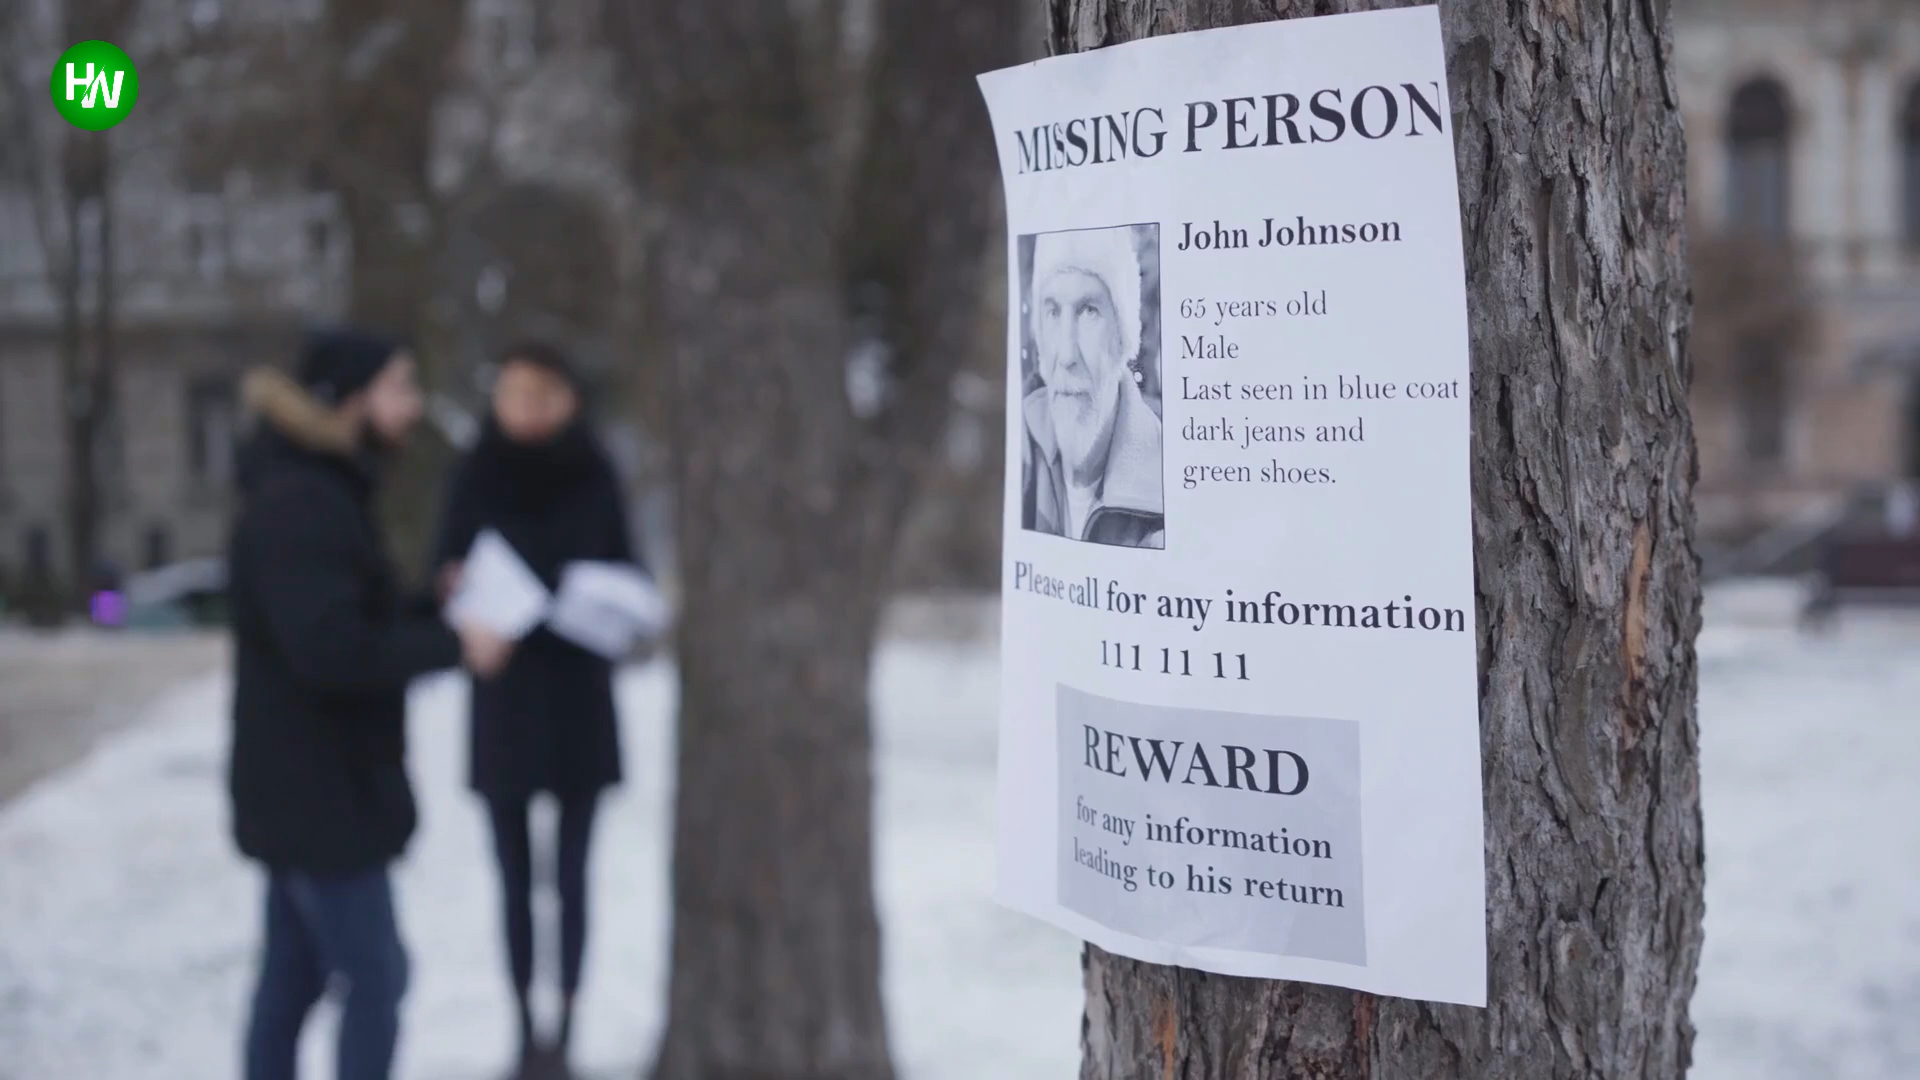 HW
MISSING PERSON
John Johnson
65 years old
Male
Last seen in blue coat
dark jeans and
green shoes.
Please call for any information
111 11 11
REWARD
for any information
leading to his return